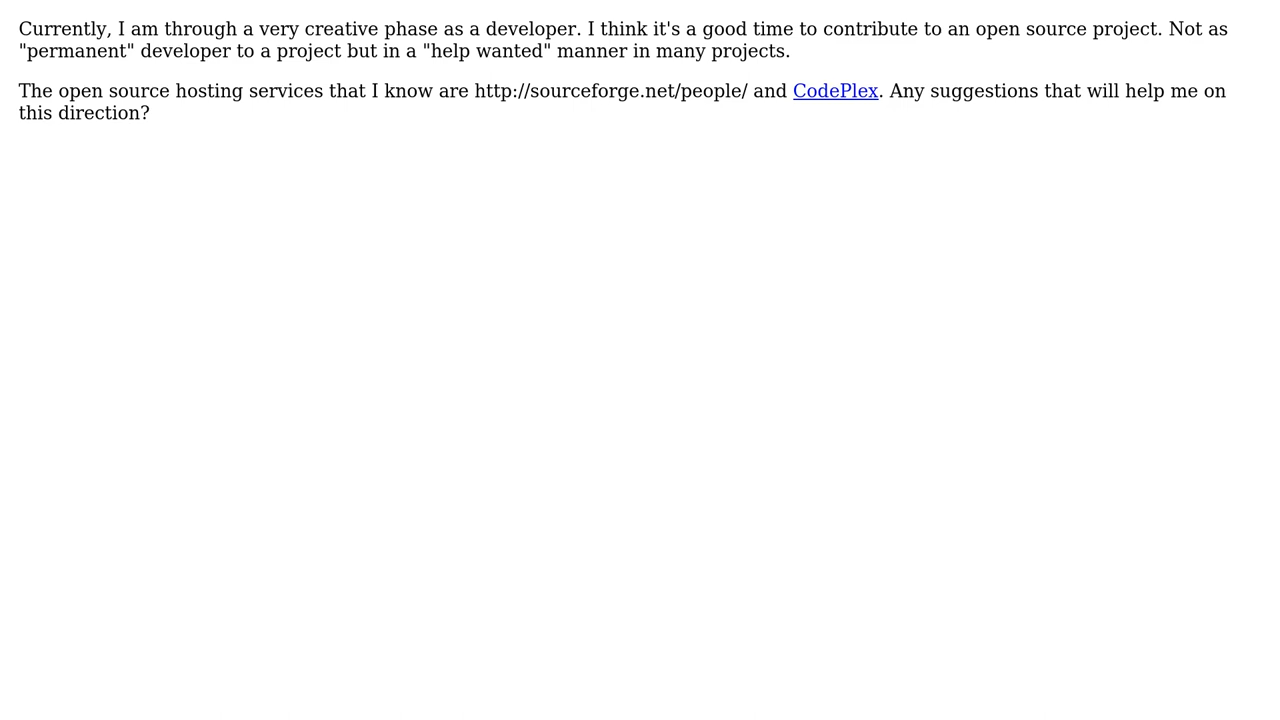 Currently, I am through a very creative phase as a developer. I think it's a good time to contribute to an open source project. Not as
"permanent" developer to a project but in a "help wanted" manner in many projects.
The open source hosting services that I know are http://sourceforge.net/people/ and CodePlex. Any suggestions that will help me on
this direction?